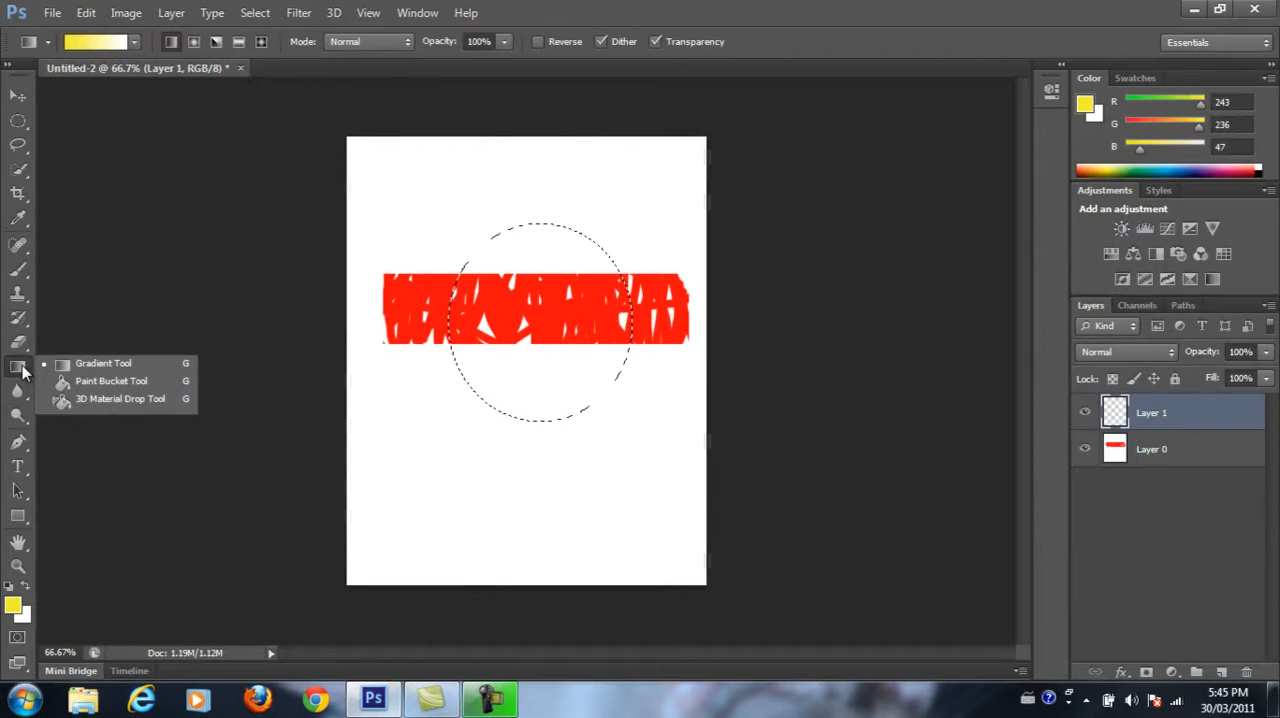 Ps File Edit Image Layer Type Select Filter 3D View Window Help
Mode: Normal Opacity: 100% Reverse Dither Transparency Essentials
Untitled-2 @ 66.7% (Layer 1, RGB/8) * ×
Color Swatches
R 243
G 236
B 47
Adjustments Styles
Add an adjustment
Layers Channels Paths
Kind
Normal Opacity: 100%
Lock: Fill: 100%
Layer 1
Layer 0
Gradient Tool G
Paint Bucket Tool G
3D Material Drop Tool G
66.67% Doc: 1.19M/1.12M
Mini Bridge Timeline
Ps
5:45 PM
30/03/2011